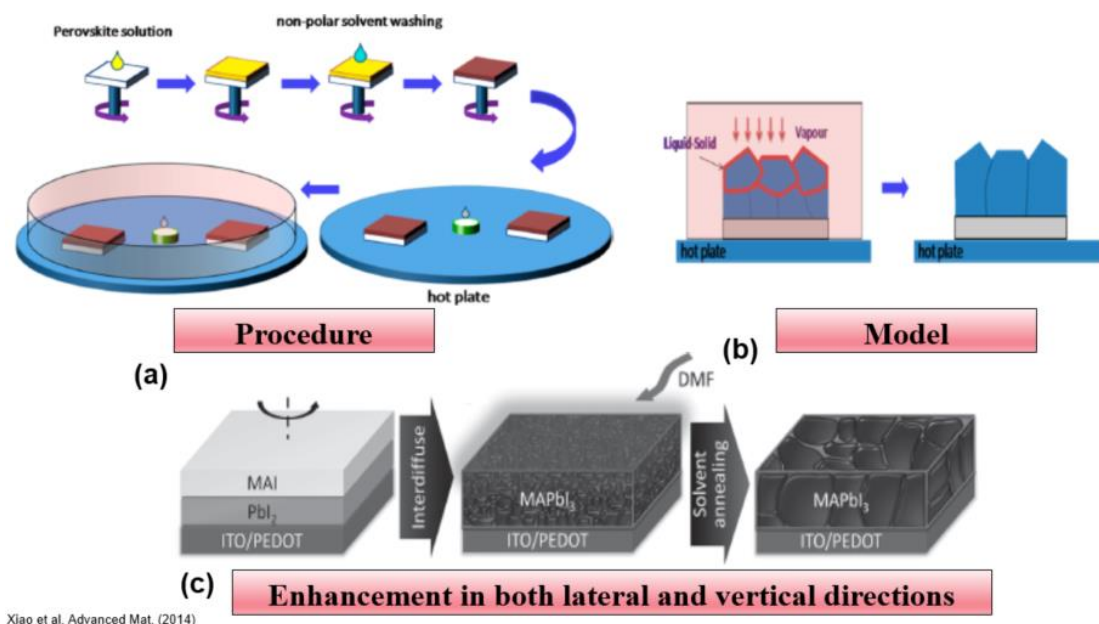 non-polar solvent washing
Perovskite solution
hot plate
Procedure
(a)
Vapour
Liquid-Solid
hot plate
hot plate
(b)
Model
DMF
MAI
PbI2
ITO/PEDOT
Interdiffuse
MAPbI3
ITO/PEDOT
Solvent
annealing
MAPbI3
ITO/PEDOT
(c)
Enhancement in both lateral and vertical directions
Xiao et al. Advanced Mat. (2014)